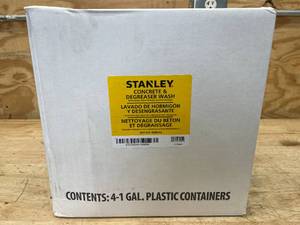 STANLEY
CONCRETE &
DEGREASER WASH
LAVADO DE HORMIGÓN
Y DESENGRASANTE
NETTOYAGE DU BÉTON
ET DÉGRAISSAGE
CONTENTS: 4-1 GAL. PLASTIC CONTAINERS